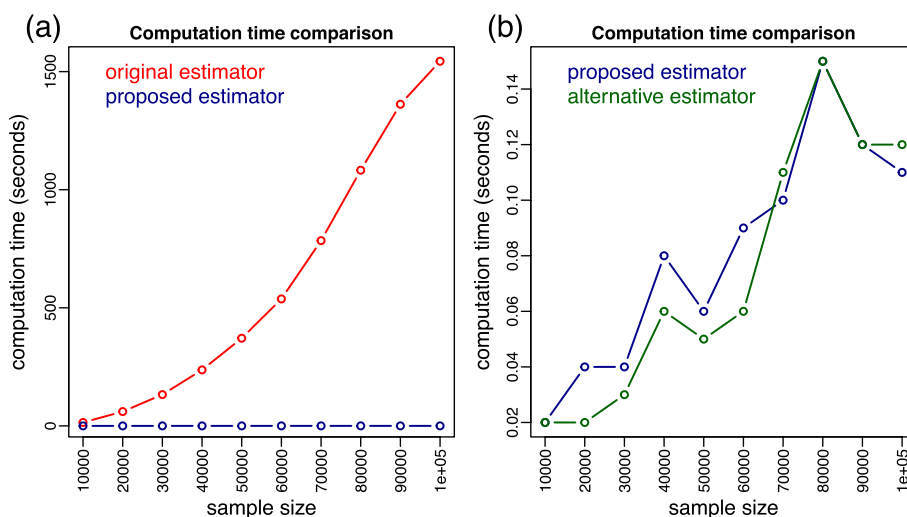 (a)
Computation time comparison
original estimator
proposed estimator
computation time (seconds)
0
500
1000
1500
10000
20000
30000
40000
50000
60000
70000
80000
90000
1e+05
sample size
(b)
Computation time comparison
proposed estimator
alternative estimator
computation time (seconds)
0.02
0.04
0.06
0.08
0.10
0.12
0.14
10000
20000
30000
40000
50000
60000
70000
80000
90000
1e+05
sample size